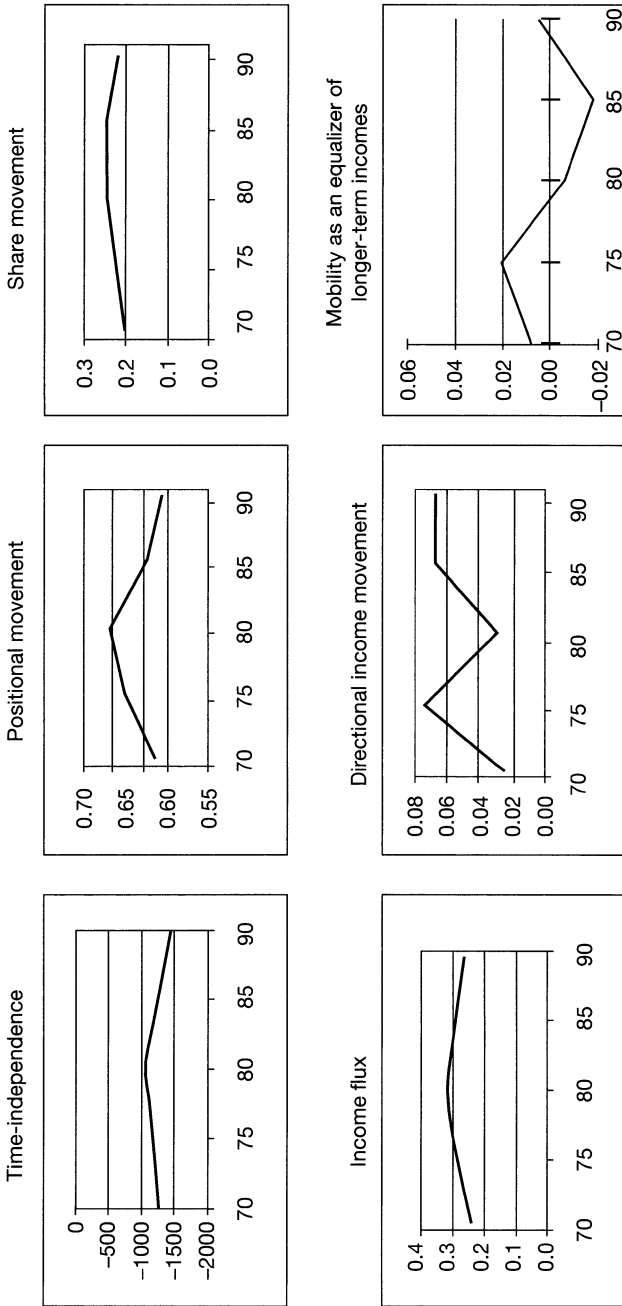 Time-independence
0
−500
−1000
−1500
−2000
70 75 80 85 90
Positional movement
0.70
0.65
0.60
0.55
70 75 80 85 90
Share movement
0.3
0.2
0.1
0.0
70 75 80 85 90
Income flux
0.4
0.3
0.2
0.1
0.0
70 75 80 85 90
Directional income movement
0.08
0.06
0.04
0.02
0.00
70 75 80 85 90
Mobility as an equalizer of
longer-term incomes
0.06
0.04
0.02
0.00
−0.02
70 75 80 85 90